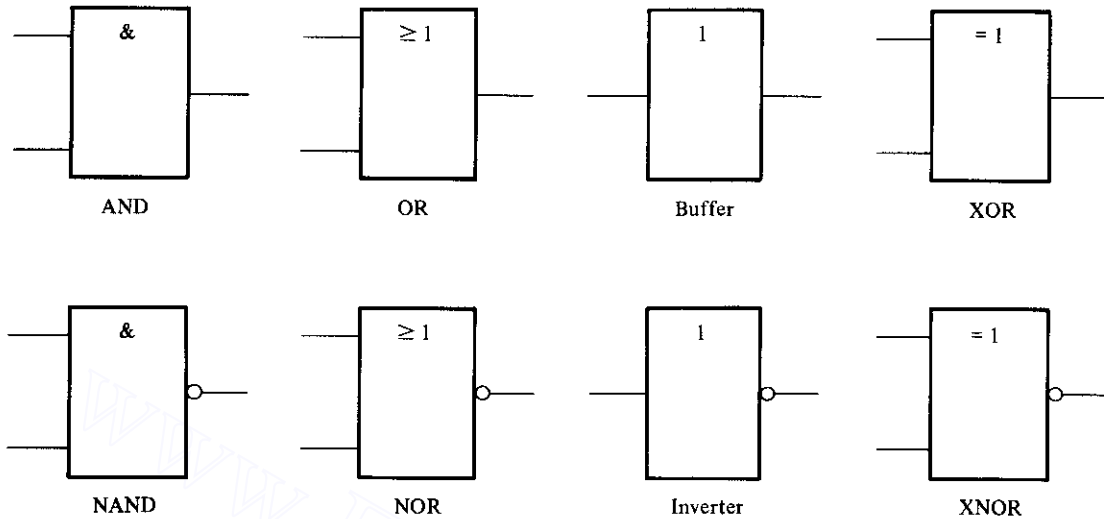 & ≥ 1 1 = 1
AND OR Buffer XOR
& ≥ 1 1 = 1
NAND NOR Inverter XNOR